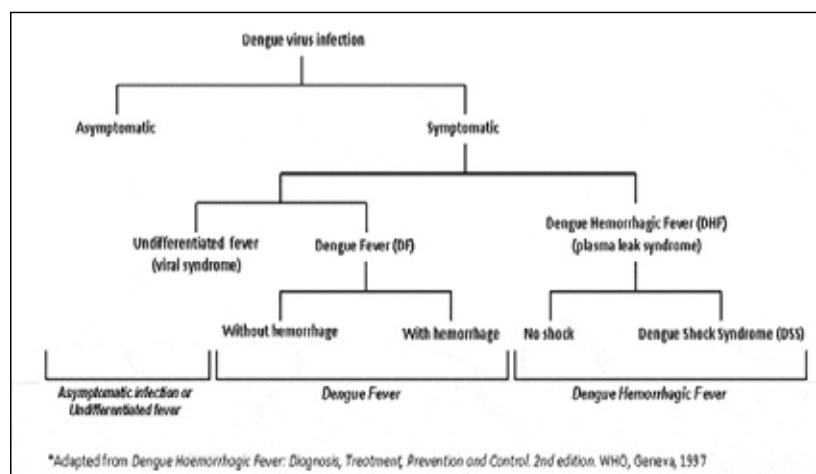 Dengue virus infection
Asymptomatic
Symptomatic
Undifferentiated fever
(viral syndrome)
Dengue Fever (DF)
Dengue Hemorrhagic Fever (DHF)
(plasma leak syndrome)
Without hemorrhage
With hemorrhage
No shock
Dengue Shock Syndrome (DSS)
Asymptomatic infection or
Undifferentiated fever
Dengue Fever
Dengue Hemorrhagic Fever
*Adapted from Dengue Haemorrhagic Fever: Diagnosis, Treatment, Prevention and Control. 2nd edition. WHO, Geneva, 1997